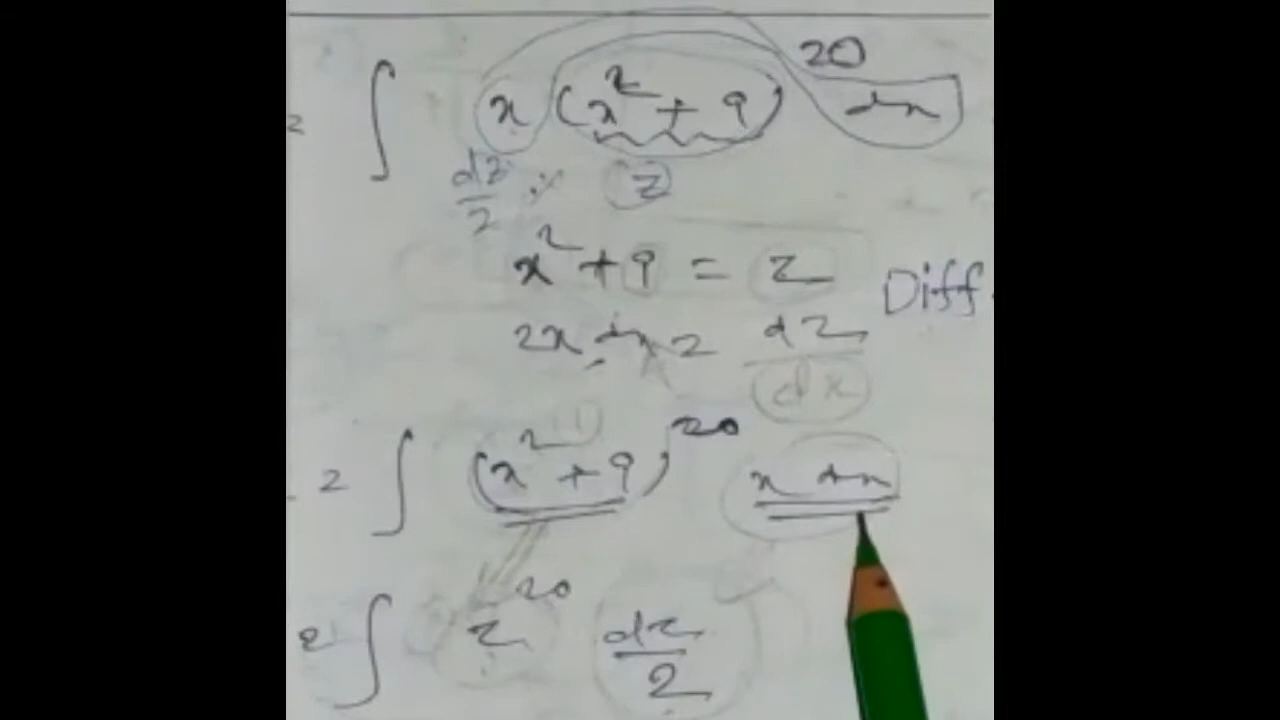 = ∫ x (x² + 9)²⁰ dx
dz/2 · z
x² + 9 = z Diff.
2x dx = dz/dx
= ∫ (x² + 9)²⁰ x dx
= ∫ z²⁰ dz/2